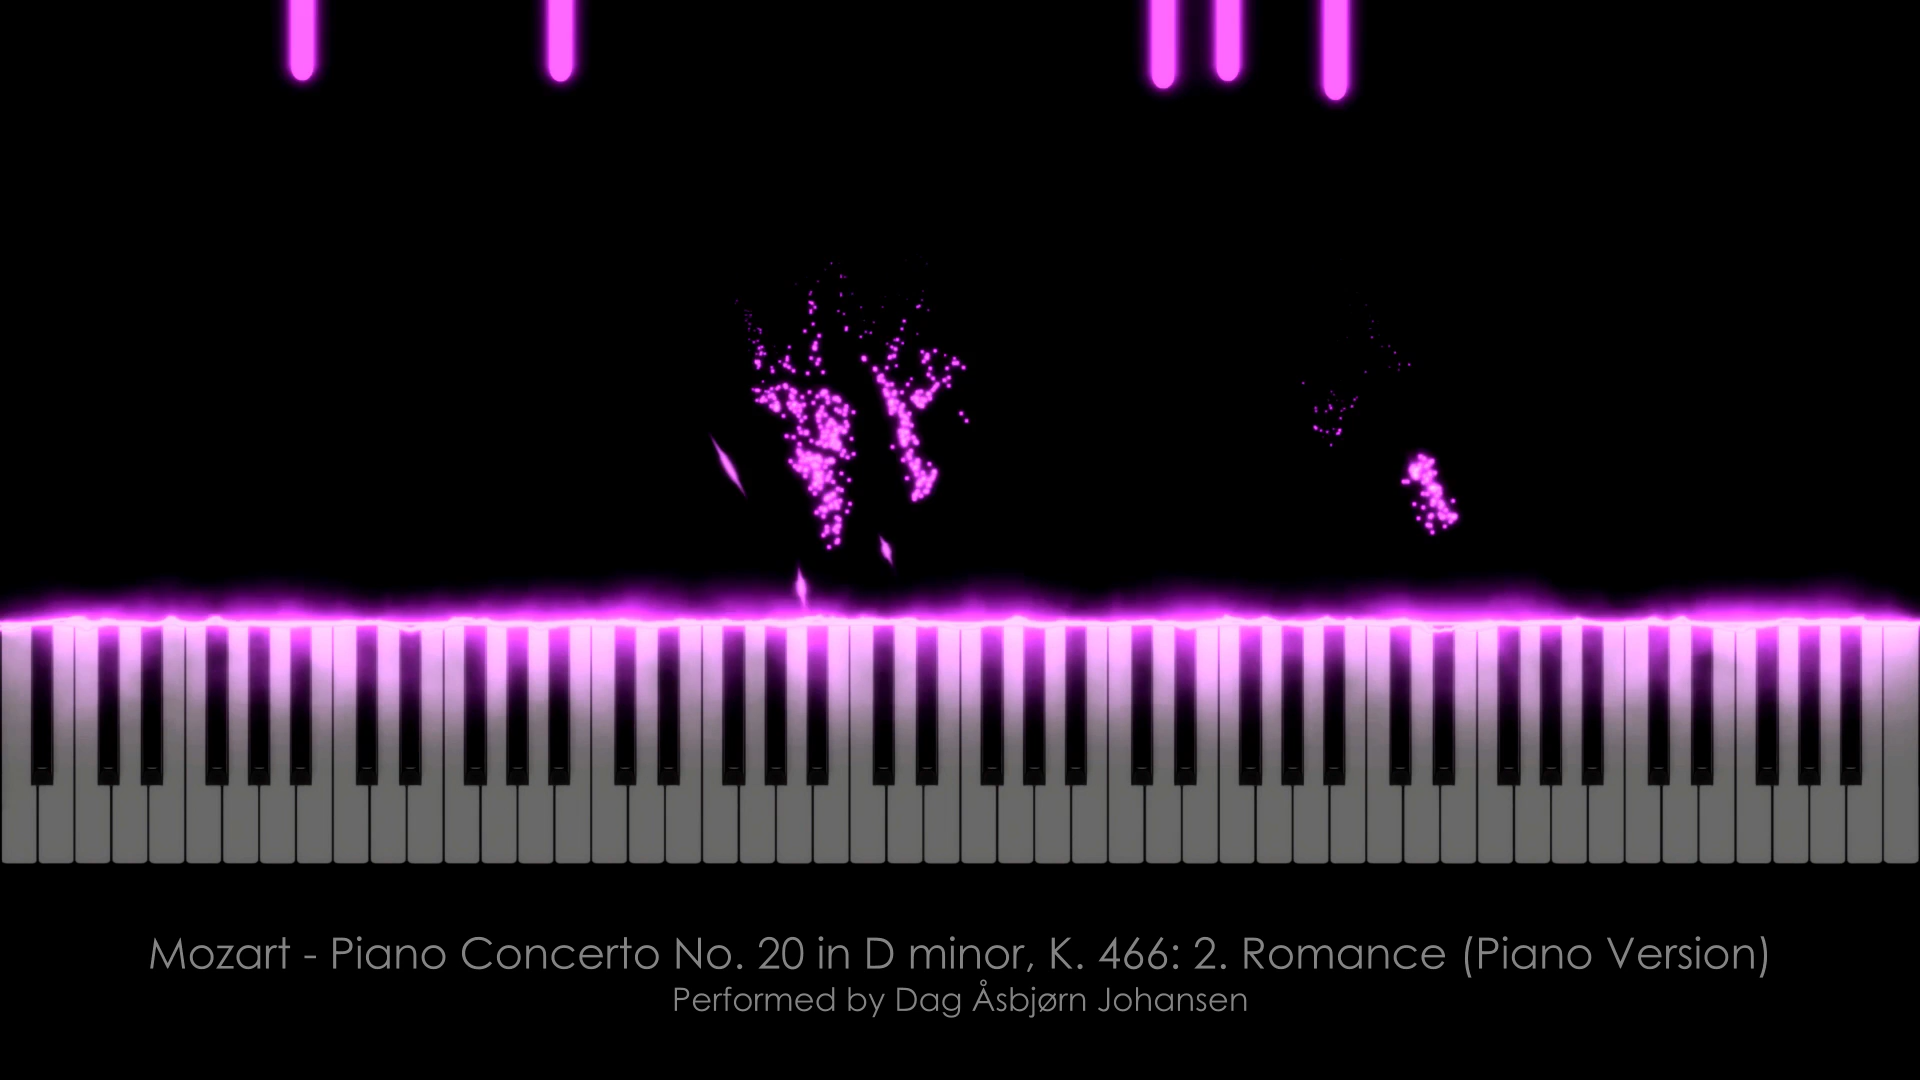 Mozart - Piano Concerto No. 20 in D minor, K. 466: 2. Romance (Piano Version)
Performed by Dag Åsbjørn Johansen